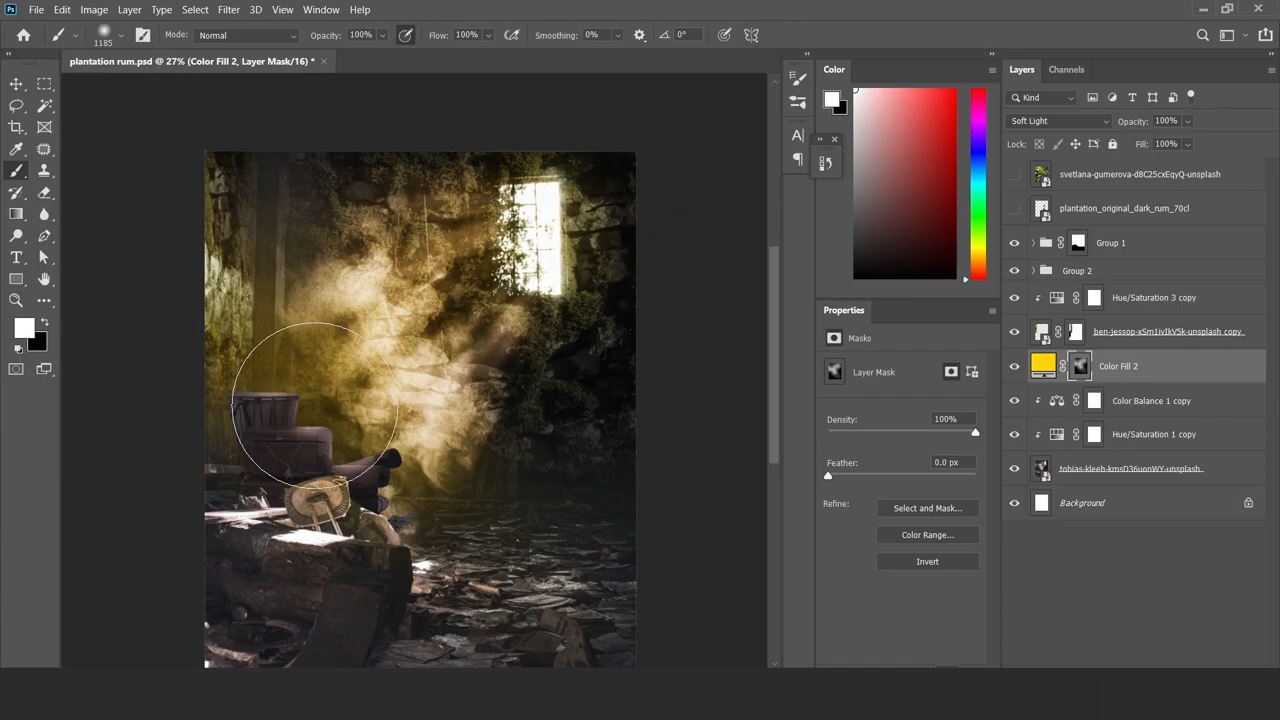 Ps File Edit Image Layer Type Select Filter 3D View Window Help
1185 Mode: Normal Opacity: 100% Flow: 100% Smoothing: 0% 0°
plantation rum.psd @ 27% (Color Fill 2, Layer Mask/16) * ×
Color
Properties
Masks
Layer Mask
Density: 100%
Feather: 0.0 px
Refine: Select and Mask...
Color Range...
Invert
Layers Channels
Kind
Soft Light Opacity: 100%
Lock: Fill: 100%
svetlana-gumerova-d8C25cxEqyQ-unsplash
plantation_original_dark_rum_70cl
Group 1
Group 2
Hue/Saturation 3 copy
ben-jessop-xSm1ivIkV5k-unsplash copy
Color Fill 2
Color Balance 1 copy
Hue/Saturation 1 copy
tobias-kleeb-kmsD36uonWY-unsplash
Background